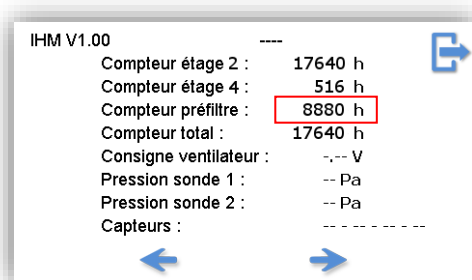 IHM V1.00 ----
Compteur étage 2 : 17640 h
Compteur étage 4 : 516 h
Compteur préfiltre : 8880 h
Compteur total : 17640 h
Consigne ventilateur : -.-- V
Pression sonde 1 : -- Pa
Pression sonde 2 : -- Pa
Capteurs : -- - -- - -- - --